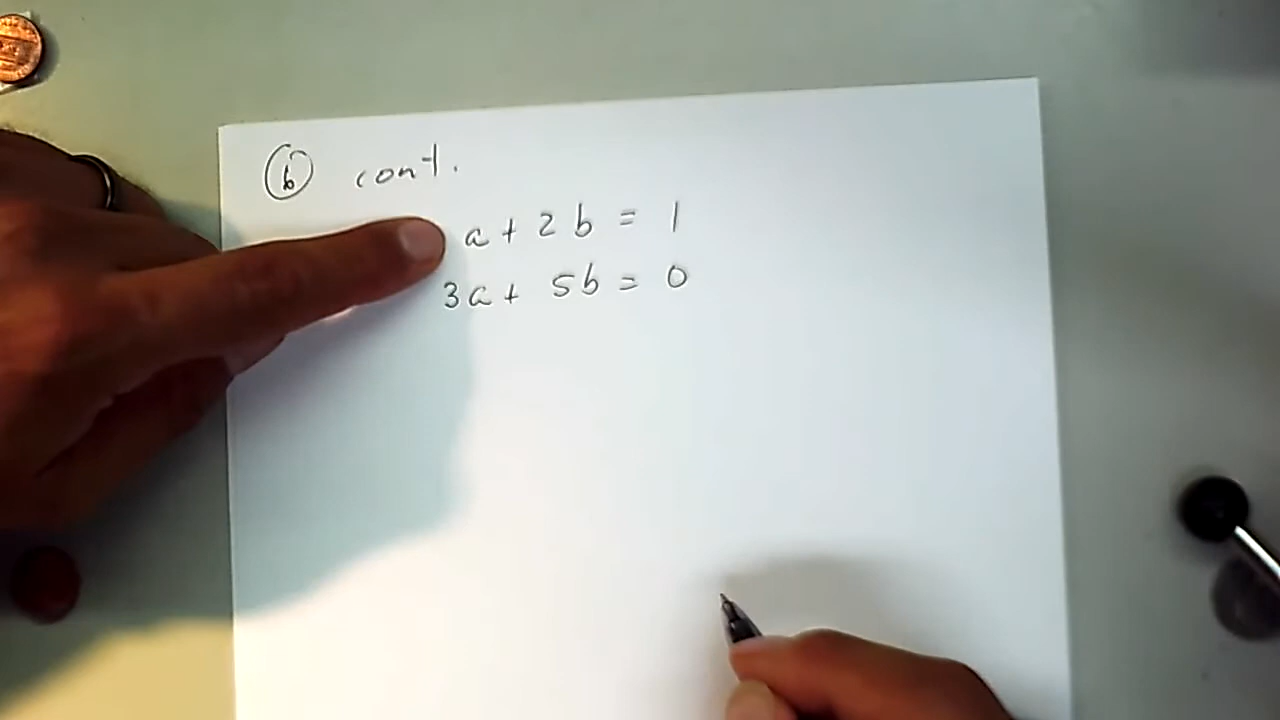 ⓑ cont.
a + 2b = 1
3a + 5b = 0